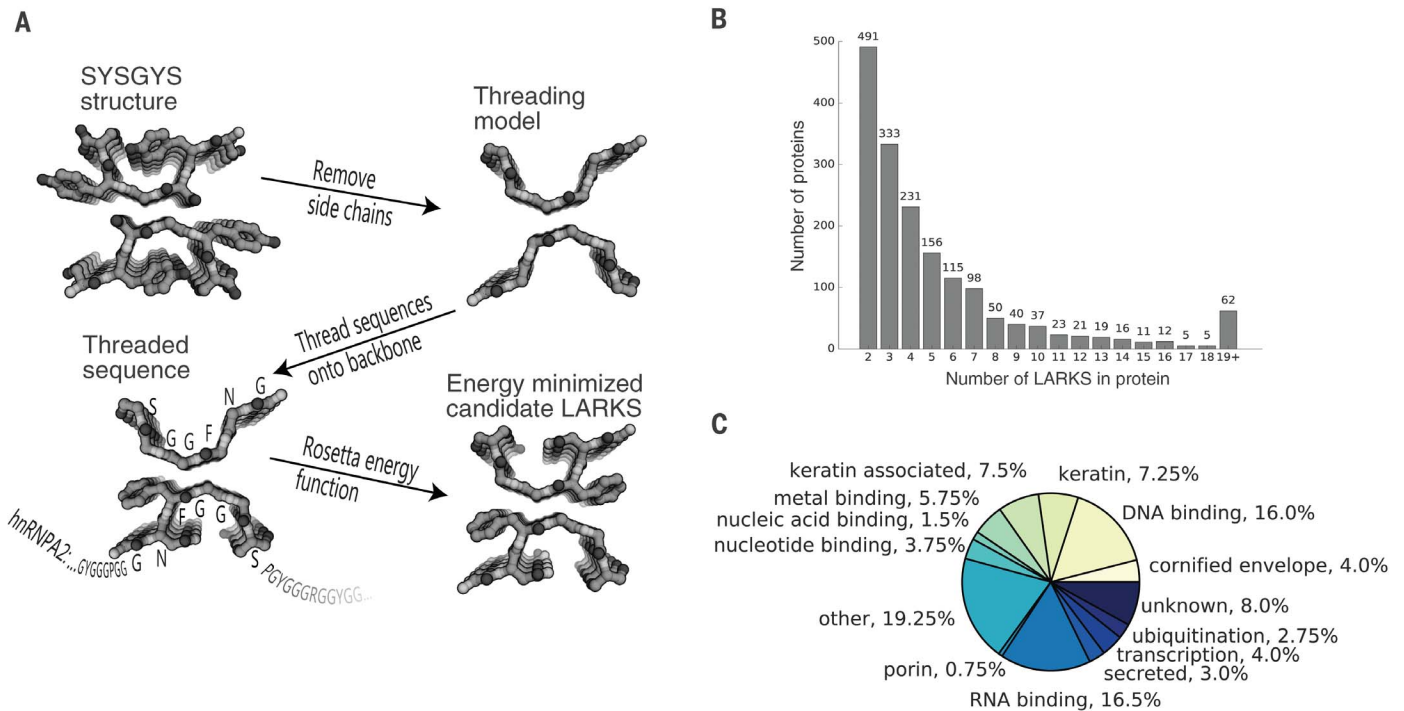 A
SYSGYS
structure
Remove
side chains
Threading
model
Thread sequences
onto backbone
Threaded
sequence
S G G F N G
F G G
hnRNPA2:...GYGGGPGG G N S PGYGGGRGGYGG...
Rosetta energy
function
Energy minimized
candidate LARKS
B
Number of proteins
500
400
300
200
100
0
491
333
231
156
115
98
50
40
37
23
21
19
16
11
12
5
5
62
2 3 4 5 6 7 8 9 10 11 12 13 14 15 16 17 18 19+
Number of LARKS in protein
C
keratin associated, 7.5%
keratin, 7.25%
metal binding, 5.75%
DNA binding, 16.0%
nucleic acid binding, 1.5%
nucleotide binding, 3.75%
cornified envelope, 4.0%
unknown, 8.0%
other, 19.25%
ubiquitination, 2.75%
transcription, 4.0%
porin, 0.75%
secreted, 3.0%
RNA binding, 16.5%